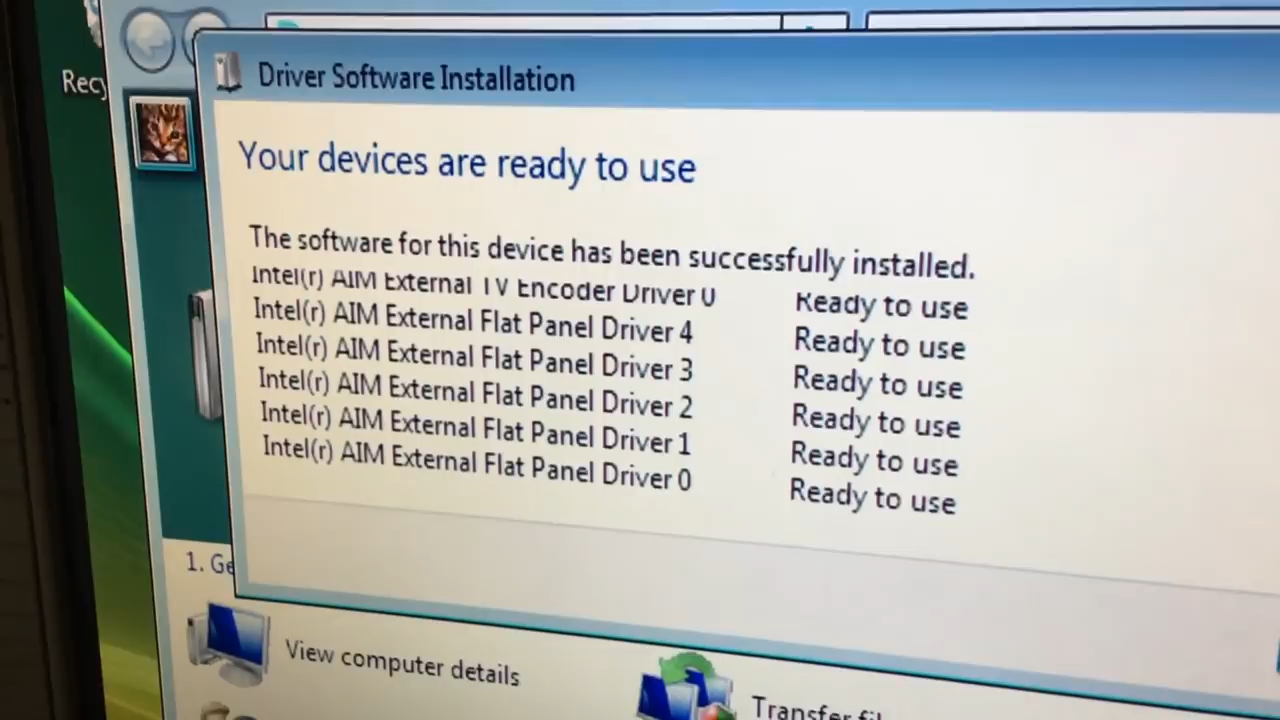 Recy
Driver Software Installation
Your devices are ready to use
The software for this device has been successfully installed.
Intel(r) AIM External TV Encoder Driver 0 Ready to use
Intel(r) AIM External Flat Panel Driver 4 Ready to use
Intel(r) AIM External Flat Panel Driver 3 Ready to use
Intel(r) AIM External Flat Panel Driver 2 Ready to use
Intel(r) AIM External Flat Panel Driver 1 Ready to use
Intel(r) AIM External Flat Panel Driver 0 Ready to use
1. Ge
View computer details
Transfer fil